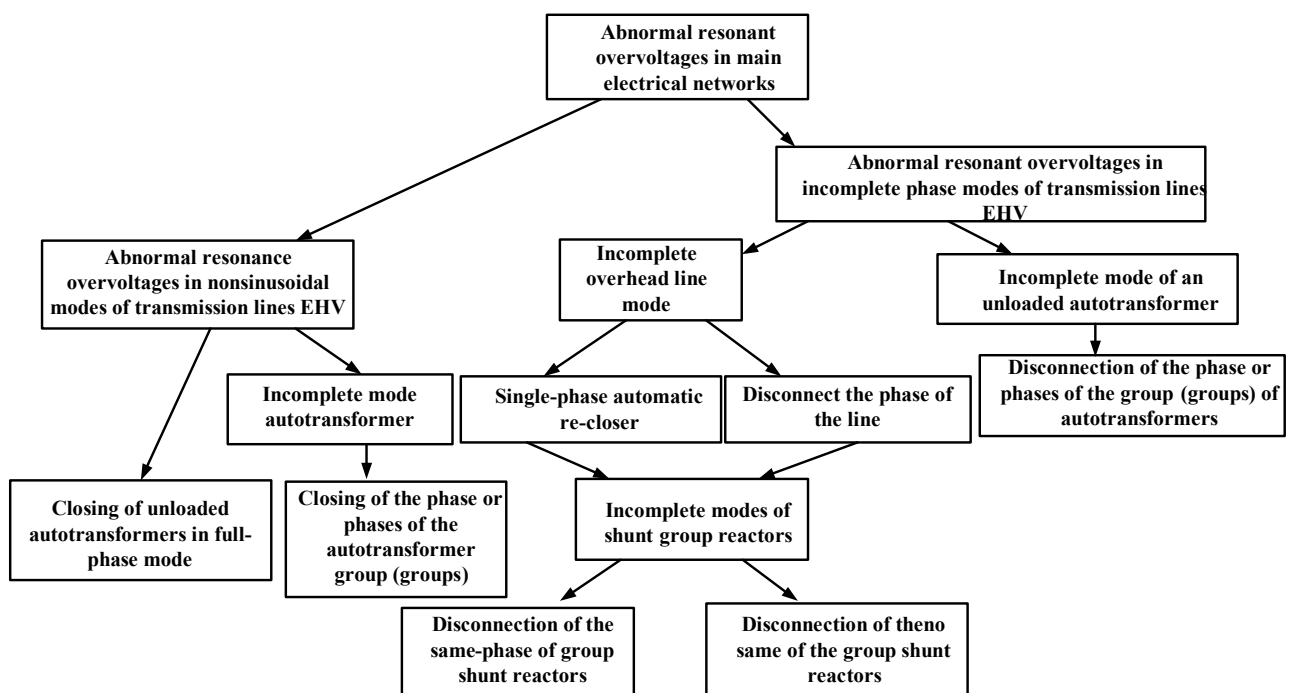 Abnormal resonant
overvoltages in main
electrical networks
Abnormal resonant overvoltages in
incomplete phase modes of transmission lines
EHV
Abnormal resonance
overvoltages in nonsinusoidal
modes of transmission lines EHV
Incomplete
overhead line
mode
Incomplete mode of an
unloaded autotransformer
Incomplete mode
autotransformer
Single-phase automatic
re-closer
Disconnect the phase of
the line
Disconnection of the phase or
phases of the group (groups) of
autotransformers
Closing of unloaded
autotransformers in full-
phase mode
Closing of the phase or
phases of the
autotransformer
group (groups)
Incomplete modes of
shunt group reactors
Disconnection of the
same-phase of group
shunt reactors
Disconnection of theno
same of the group shunt
reactors